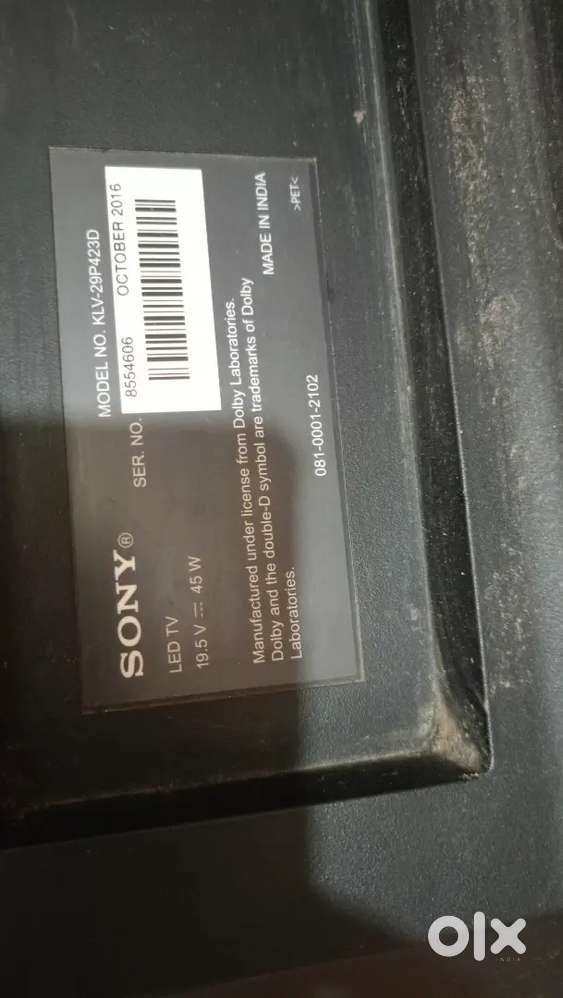 SONY®
MODEL NO. KLV-29P423D
LED TV
SER. NO. 8554606 OCTOBER 2016
19.5 V ⎓ 45 W
Manufactured under license from Dolby Laboratories.
Dolby and the double-D symbol are trademarks of Dolby
Laboratories.
MADE IN INDIA
081-0001-2102
>PET<
olx
INDIA